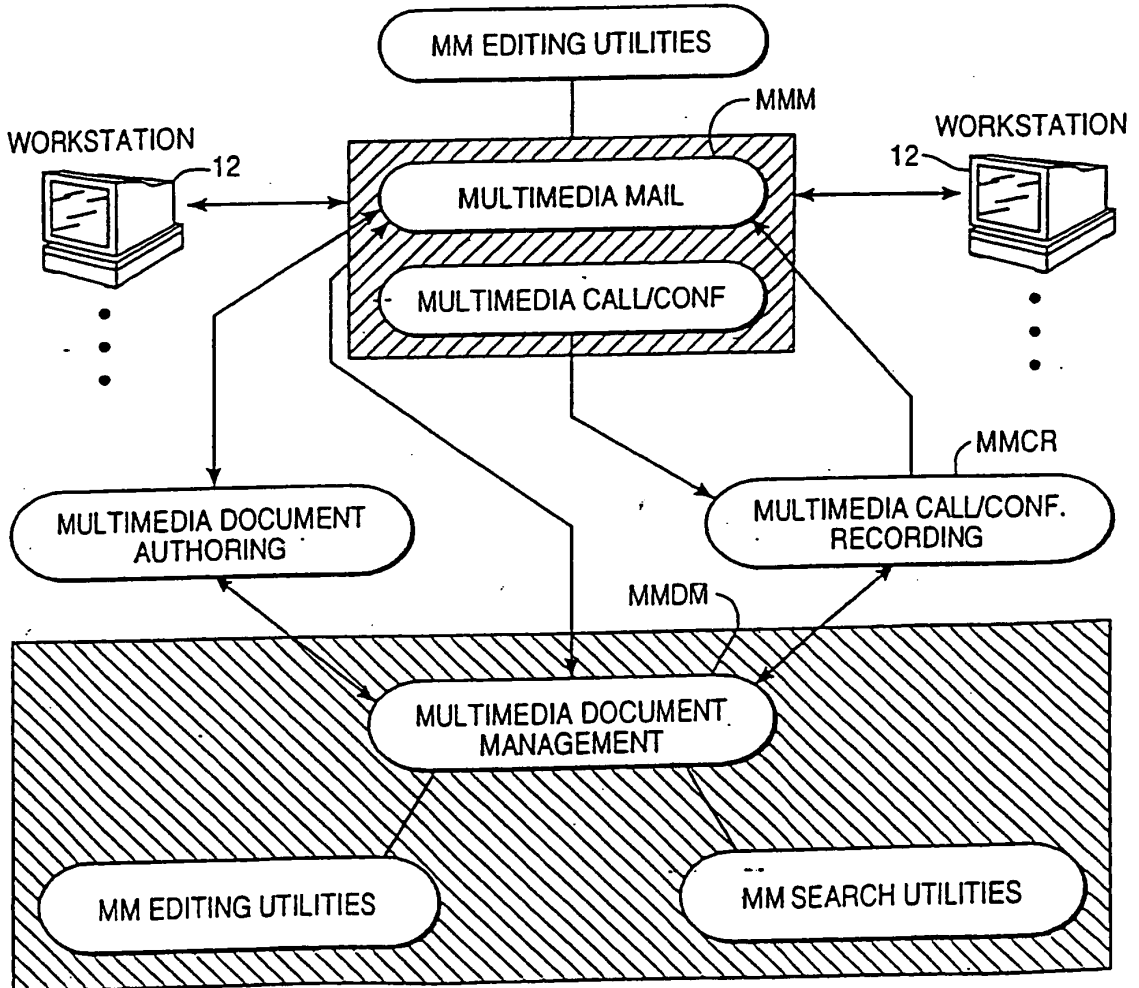 MM EDITING UTILITIES
MMM
WORKSTATION
WORKSTATION
12
12
MULTIMEDIA MAIL
MULTIMEDIA CALL/CONF
MMCR
MULTIMEDIA DOCUMENT
AUTHORING
MULTIMEDIA CALL/CONF.
RECORDING
MMDM
MULTIMEDIA DOCUMENT
MANAGEMENT
MM EDITING UTILITIES
MM SEARCH UTILITIES